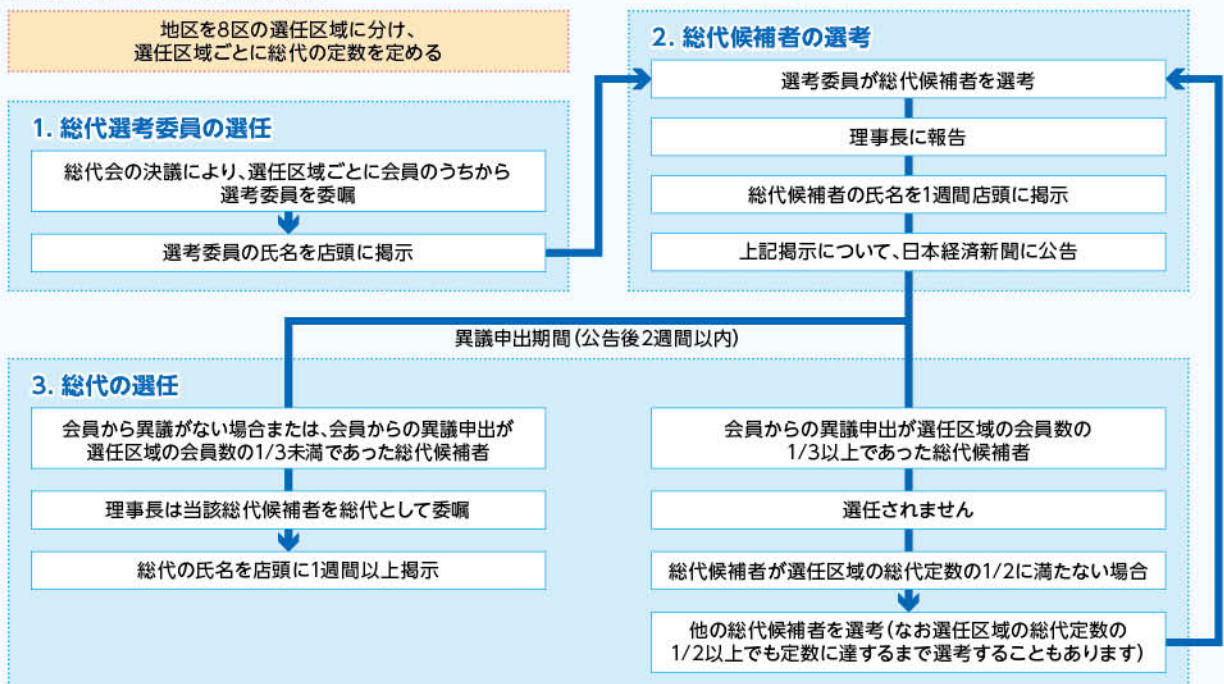 地区を8区の選任区域に分け、
選任区域ごとに総代の定数を定める
1. 総代選考委員の選任
総代会の決議により、選任区域ごとに会員のうちから
選考委員を委嘱
選考委員の氏名を店頭に掲示
2. 総代候補者の選考
選考委員が総代候補者を選考
理事長に報告
総代候補者の氏名を1週間店頭に掲示
上記掲示について、日本経済新聞に公告
異議申出期間(公告後2週間以内)
3. 総代の選任
会員から異議がない場合または、会員からの異議申出が
選任区域の会員数の1/3未満であった総代候補者
理事長は当該総代候補者を総代として委嘱
総代の氏名を店頭に1週間以上掲示
会員からの異議申出が選任区域の会員数の
1/3以上であった総代候補者
選任されません
総代候補者が選任区域の総代定数の1/2に満たない場合
他の総代候補者を選考(なお選任区域の総代定数の
1/2以上でも定数に達するまで選考することもあります)